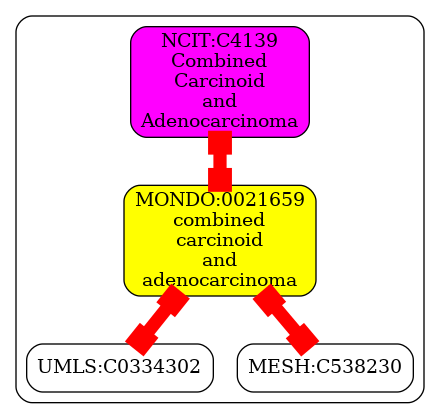 NCIT:C4139
Combined
Carcinoid
and
Adenocarcinoma
MONDO:0021659
combined
carcinoid
and
adenocarcinoma
UMLS:C0334302
MESH:C538230